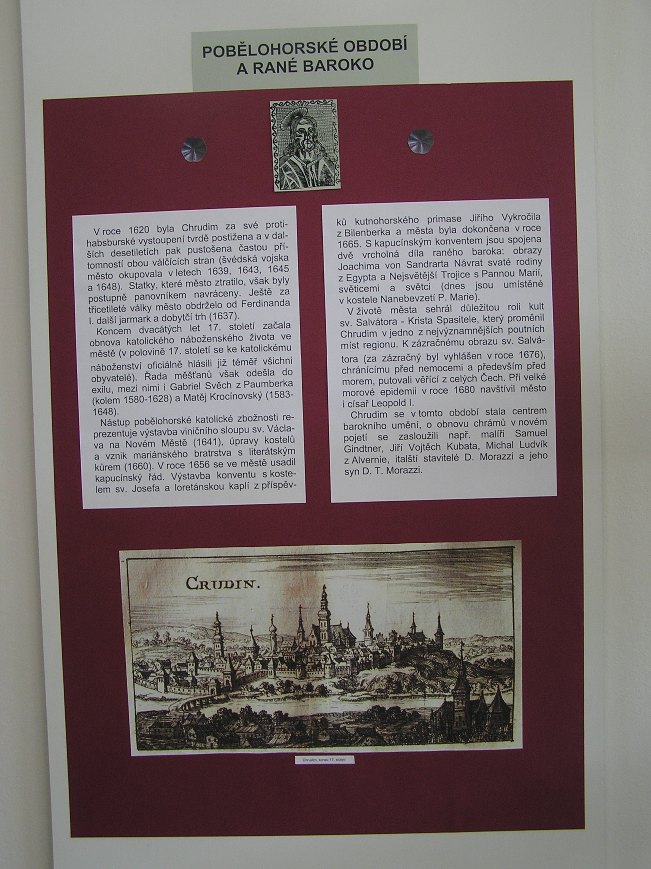 POBĚLOHORSKÉ OBDOBÍ
A RANÉ BAROKO
V roce 1620 byla Chrudim za své proti-
habsburské vystoupení tvrdě postižena a v dal-
ších desetiletích pak pustošena častou pří-
tomností obou válčících stran (švédská vojska
město okupovala v letech 1639, 1643, 1645
a 1648). Statky, které město ztratilo, však byly
postupně panovníkem navráceny. Ještě za
třicetileté války město obdrželo od Ferdinanda
I. další jarmark a dobytčí trh (1637).
Koncem dvacátých let 17. století začala
obnova katolického náboženského života ve
městě (v polovině 17. století se ke katolickému
náboženství oficiálně hlásili již téměř všichni
obyvatelé). Řada měšťanů však odešla do
exilu, mezi nimi i Gabriel Svěch z Paumberka
(kolem 1580-1628) a Matěj Krocínovský (1583-
1648).
Nástup pobělohorské katolické zbožnosti re-
prezentuje výstavba viničního sloupu sv. Václa-
va na Novém Městě (1641), úpravy kostelů
a vznik mariánského bratrstva s literátským
kůrem (1660). V roce 1656 se ve městě usadil
kapucínský řád. Výstavba konventu s koste-
lem sv. Josefa a loretánskou kaplí z příspěv-
ků kutnohorského primase Jiřího Vykročila
z Bilenberka a města byla dokončena v roce
1665. S kapucínským konventem jsou spojena
dvě vrcholná díla raného baroka: obrazy
Joachima von Sandrarta Návrat svaté rodiny
z Egypta a Nejsvětější Trojice s Pannou Marií,
světicemi a světci (dnes jsou umístěné
v kostele Nanebevzetí P. Marie).
V životě města sehrál důležitou roli kult
sv. Salvátora - Krista Spasitele, který proměnil
Chrudim v jedno z nejvýznamnějších poutních
míst regionu. K zázračnému obrazu sv. Salvá-
tora (za zázračný byl vyhlášen v roce 1676),
chránícímu před nemocemi a především před
morem, putovali věřící z celých Čech. Při velké
morové epidemii v roce 1680 navštívil město
i císař Leopold I.
Chrudim se v tomto období stala centrem
barokního umění, o obnovu chrámů v novém
pojetí se zasloužili např. malíři Samuel
Gindtner, Jiří Vojtěch Kubata, Michal Ludvík
z Alvernie, italští stavitelé D. Morazzi a jeho
syn D. T. Morazzi.
CRUDIN.
Chrudim, konec 17. století